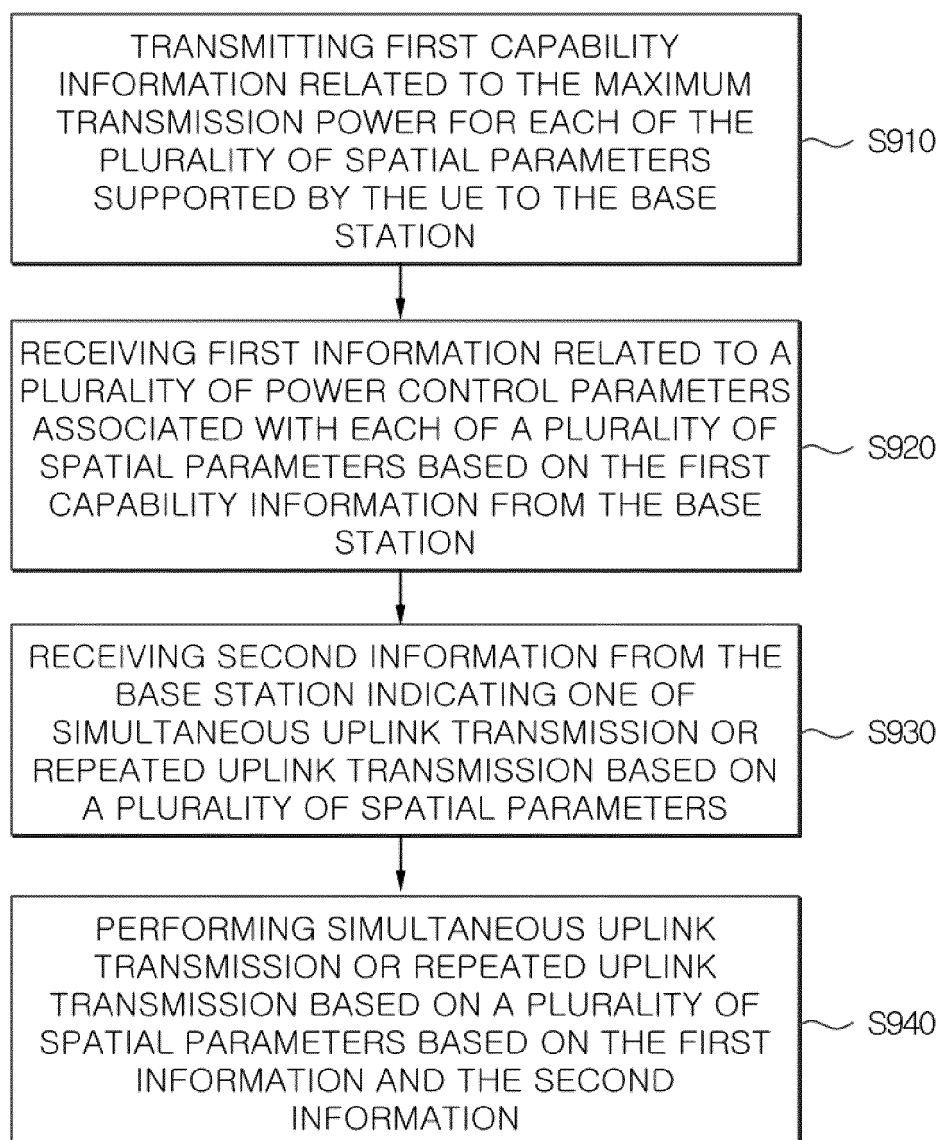 TRANSMITTING FIRST CAPABILITY
INFORMATION RELATED TO THE MAXIMUM
TRANSMISSION POWER FOR EACH OF THE
PLURALITY OF SPATIAL PARAMETERS
SUPPORTED BY THE UE TO THE BASE
STATION
S910
RECEIVING FIRST INFORMATION RELATED TO A
PLURALITY OF POWER CONTROL PARAMETERS
ASSOCIATED WITH EACH OF A PLURALITY OF
SPATIAL PARAMETERS BASED ON THE FIRST
CAPABILITY INFORMATION FROM THE BASE
STATION
S920
RECEIVING SECOND INFORMATION FROM THE
BASE STATION INDICATING ONE OF
SIMULTANEOUS UPLINK TRANSMISSION OR
REPEATED UPLINK TRANSMISSION BASED ON
A PLURALITY OF SPATIAL PARAMETERS
S930
PERFORMING SIMULTANEOUS UPLINK
TRANSMISSION OR REPEATED UPLINK
TRANSMISSION BASED ON A PLURALITY OF
SPATIAL PARAMETERS BASED ON THE FIRST
INFORMATION AND THE SECOND
INFORMATION
S940